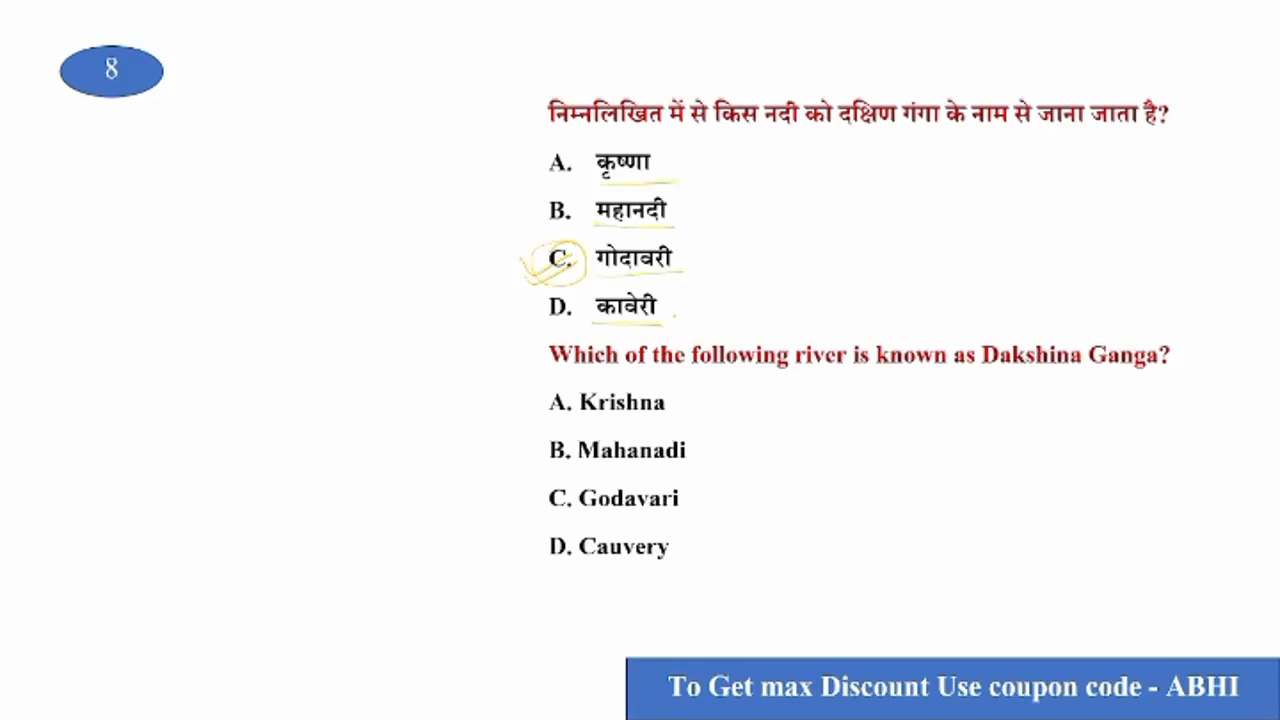 8
निम्नलिखित में से किस नदी को दक्षिण गंगा के नाम से जाना जाता है?
A. कृष्णा
B. महानदी
C. गोदावरी
D. कावेरी
Which of the following river is known as Dakshina Ganga?
A. Krishna
B. Mahanadi
C. Godavari
D. Cauvery
To Get max Discount Use coupon code - ABHI